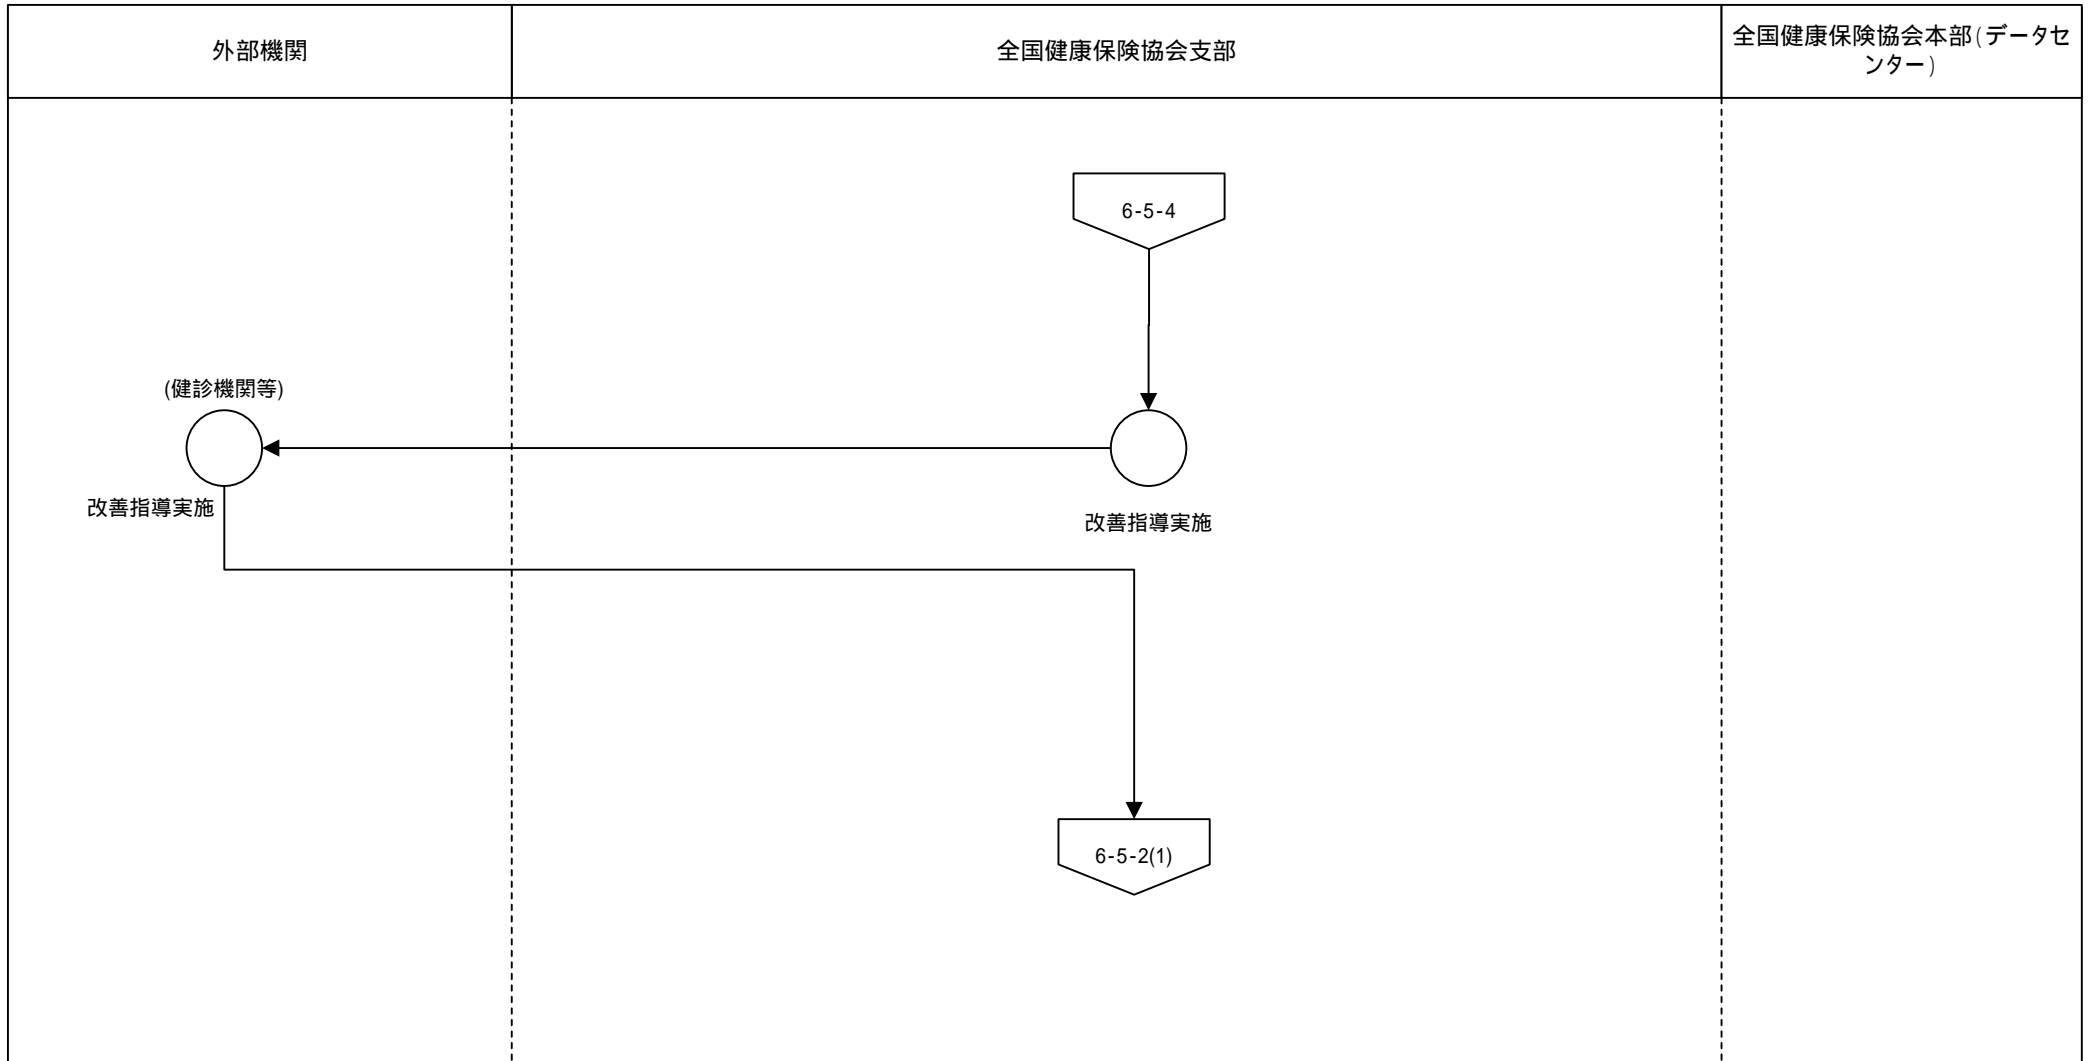 外部機関
全国健康保険協会支部
全国健康保険協会本部(データセ
ンター)
6-5-4
(健診機関等)
改善指導実施
改善指導実施
6-5-2(1)